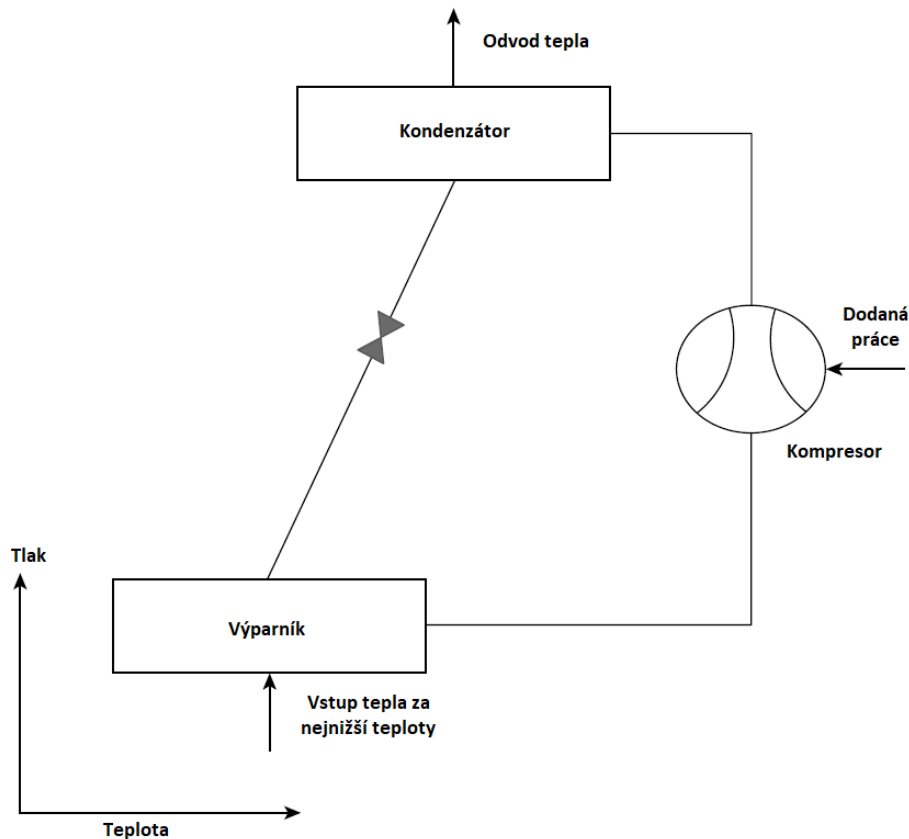 Odvod tepla
Kondenzátor
Dodaná
práce
Kompresor
Tlak
Výparník
Vstup tepla za
nejnižší teploty
Teplota